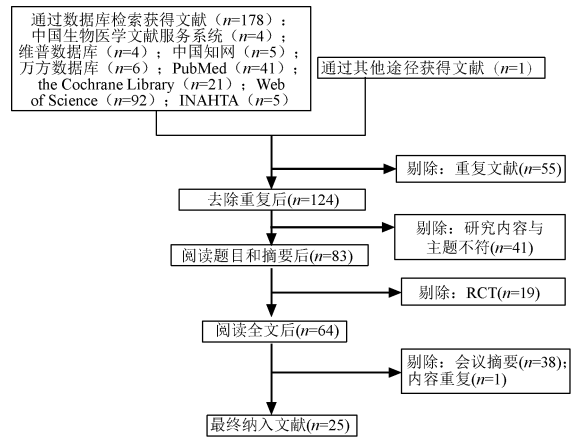 通过数据库检索获得文献（n=178）：
中国生物医学文献服务系统（n=4）；
维普数据库（n=4）；中国知网（n=5）；
万方数据库（n=6）；PubMed（n=41）；
the Cochrane Library（n=21）；Web
of Science（n=92）；INAHTA（n=5）
通过其他途径获得文献（n=1）
剔除：重复文献(n=55)
去除重复后(n=124)
剔除：研究内容与
主题不符(n=41)
阅读题目和摘要后(n=83)
剔除：RCT(n=19)
阅读全文后(n=64)
剔除：会议摘要(n=38)；
内容重复(n=1)
最终纳入文献(n=25)